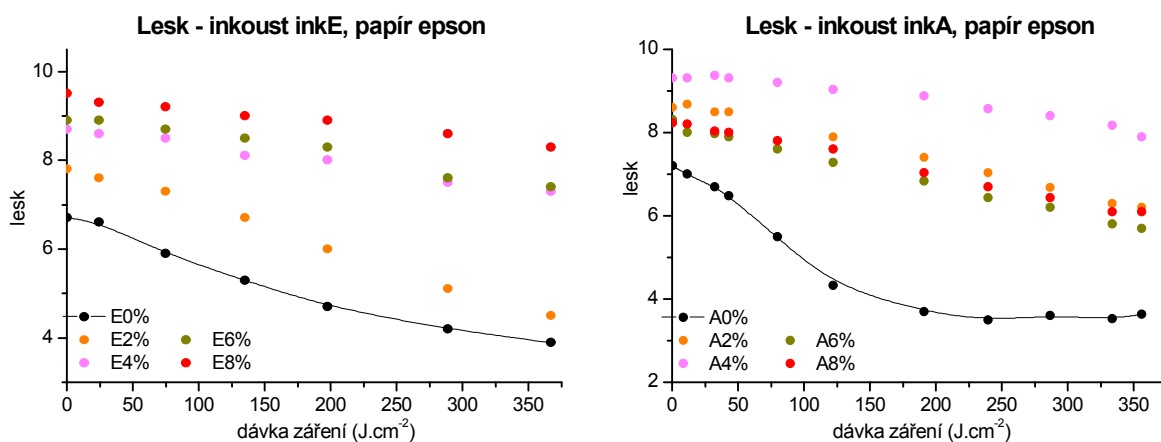 Lesk - inkoust inkE, papír epson
10
8
6
4
lesk
E0%
E2%
E6%
E4%
E8%
0
50
100
150
200
250
300
350
dávka záření (J.cm-2)
Lesk - inkoust inkA, papír epson
10
8
6
4
2
lesk
A0%
A2%
A6%
A4%
A8%
0
50
100
150
200
250
300
350
dávka záření (J.cm-2)